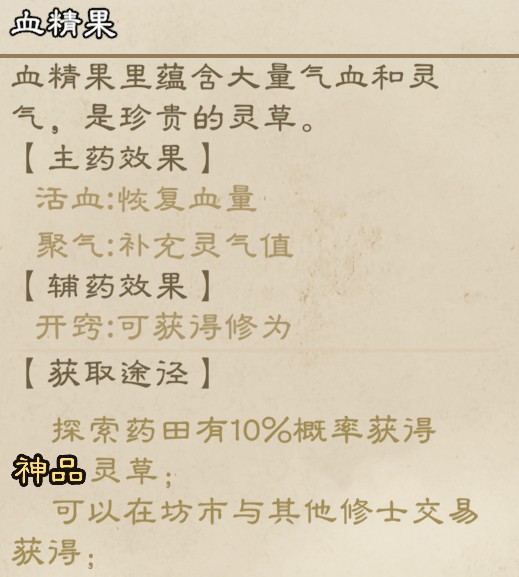 血精果
血精果里蕴含大量气血和灵
气，是珍贵的灵草。
【主药效果】
活血:恢复血量
聚气:补充灵气值
【辅药效果】
开窍:可获得修为
【获取途径】
探索药田有10%概率获得
神品灵草；
可以在坊市与其他修士交易
获得；